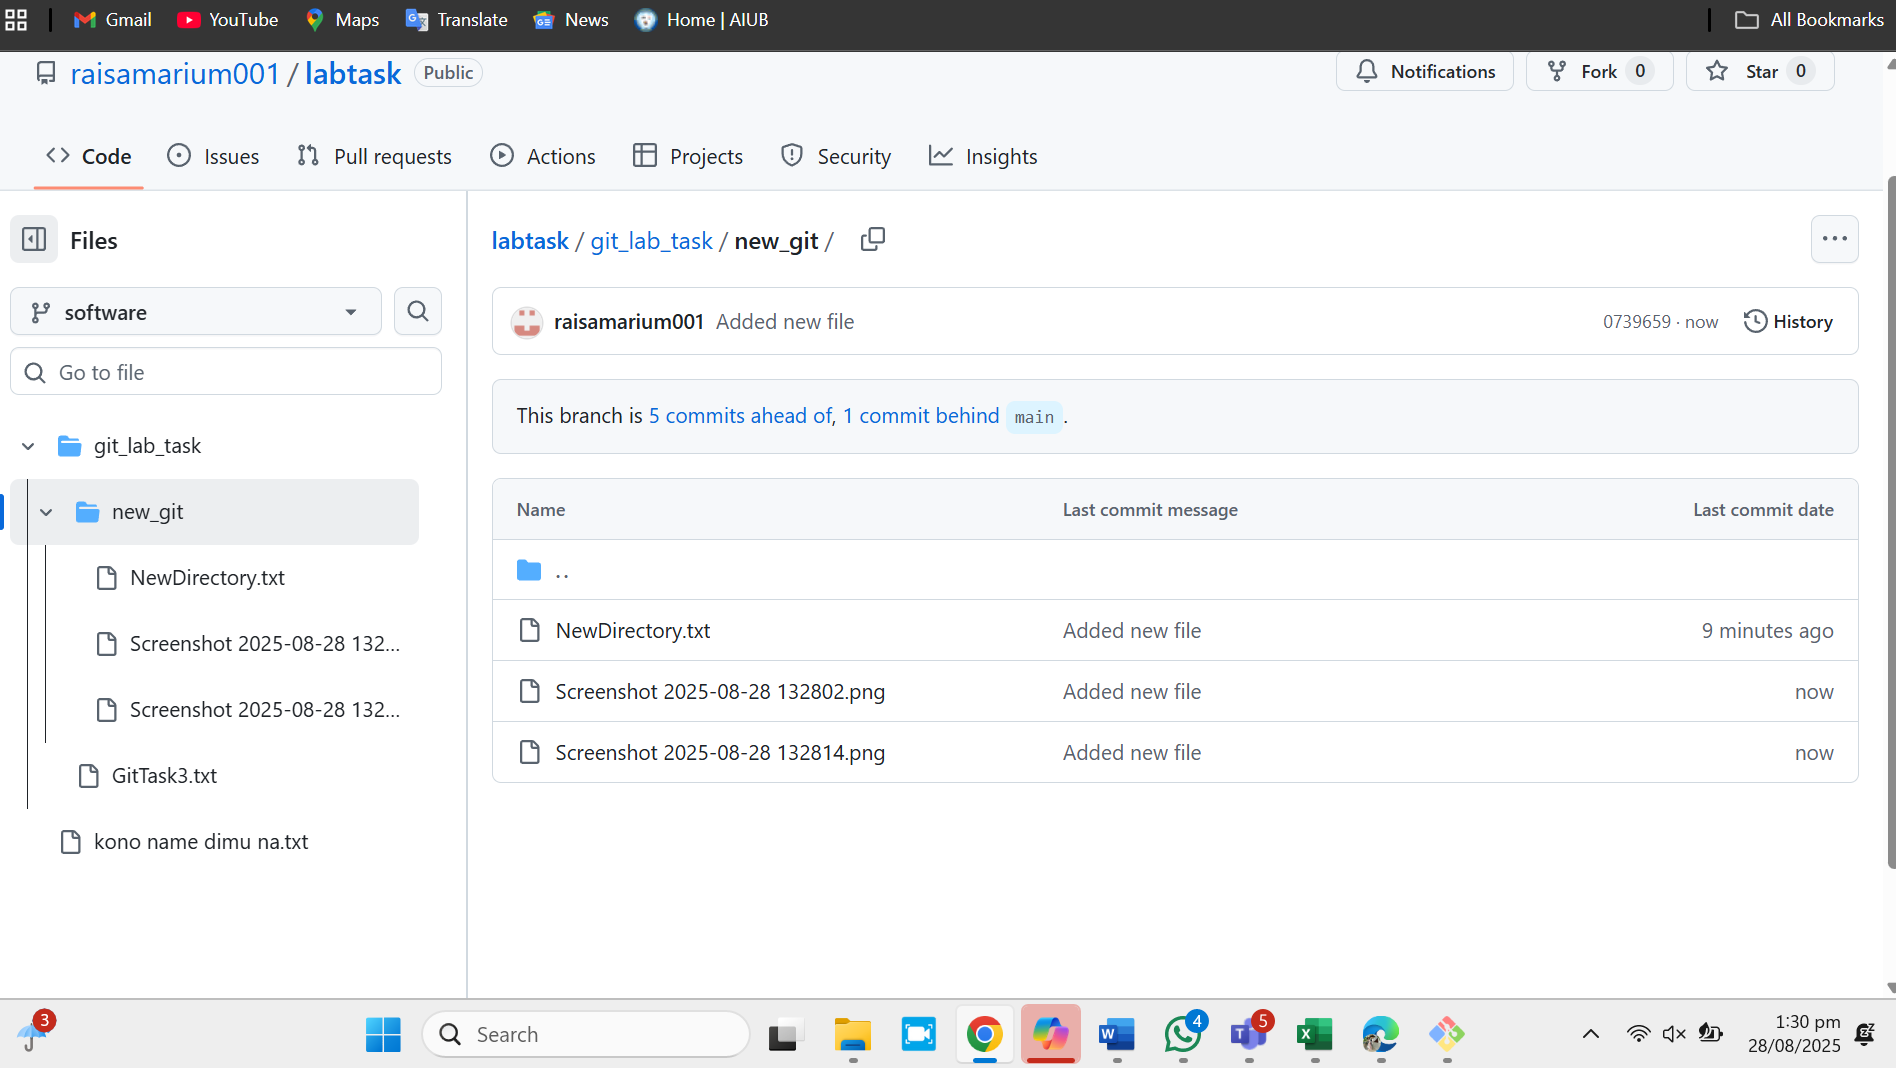 Gmail YouTube Maps Translate News Home | AIUB All Bookmarks
raisamarium001 / labtask Public Notifications Fork 0 Star 0
Code Issues Pull requests Actions Projects Security Insights
Files
software
Go to file
git_lab_task
new_git
NewDirectory.txt
Screenshot 2025-08-28 132...
Screenshot 2025-08-28 132...
GitTask3.txt
kono name dimu na.txt
labtask / git_lab_task / new_git /
raisamarium001 Added new file 0739659 · now History
This branch is 5 commits ahead of, 1 commit behind main .
Name Last commit message Last commit date
..
NewDirectory.txt Added new file 9 minutes ago
Screenshot 2025-08-28 132802.png Added new file now
Screenshot 2025-08-28 132814.png Added new file now
3 Search 4 5 1:30 pm
28/08/2025